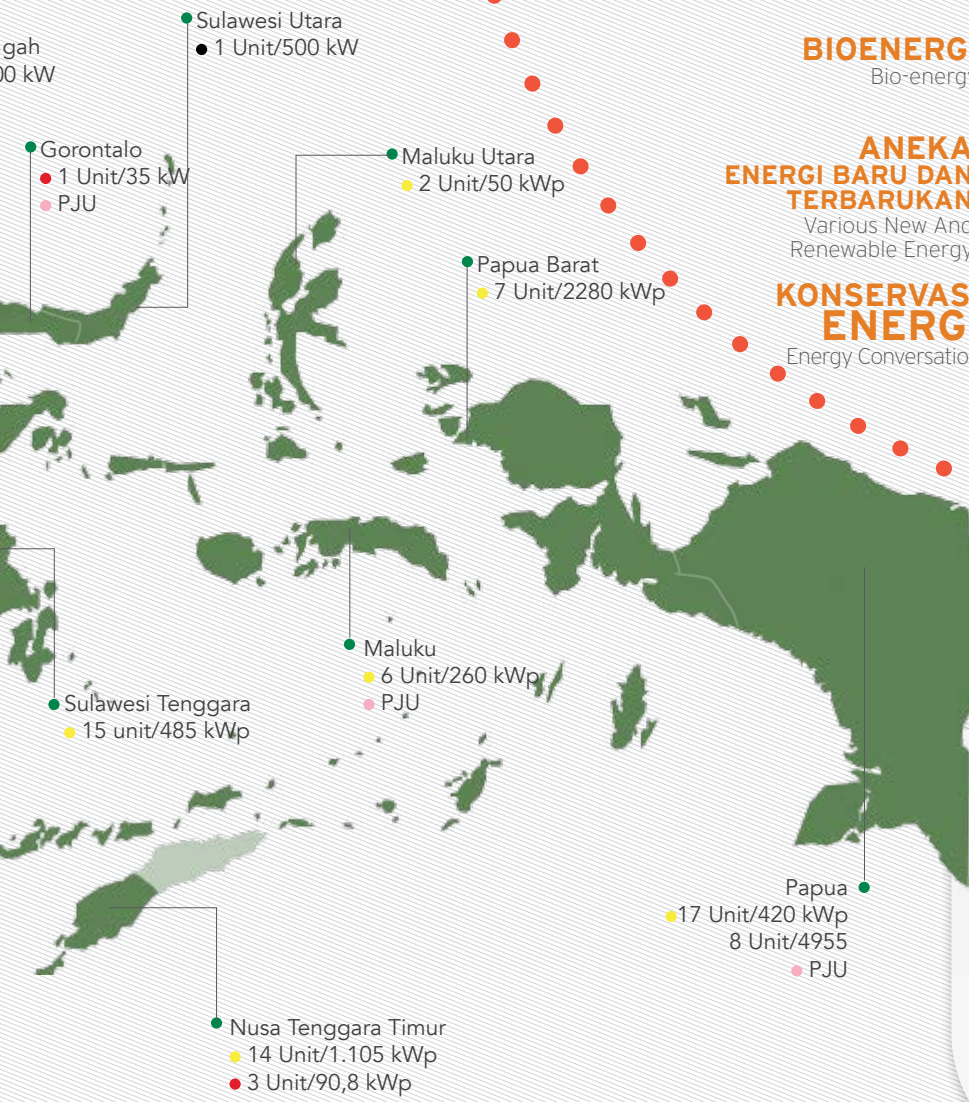 Sulawesi Utara
1 Unit/500 kW
gah
00 kW
Gorontalo
1 Unit/35 kW
PJU
Maluku Utara
2 Unit/50 kWp
Papua Barat
7 Unit/2280 kWp
BIOENERG
Bio-energy
ANEKA
ENERGI BARU DAN
TERBARUKAN
Various New And
Renewable Energy
KONSERVAS
ENERG
Energy Conversatio
Maluku
6 Unit/260 kWp
PJU
Sulawesi Tenggara
15 unit/485 kWp
Papua
17 Unit/420 kWp
8 Unit/4955
PJU
Nusa Tenggara Timur
14 Unit/1.105 kWp
3 Unit/90,8 kWp